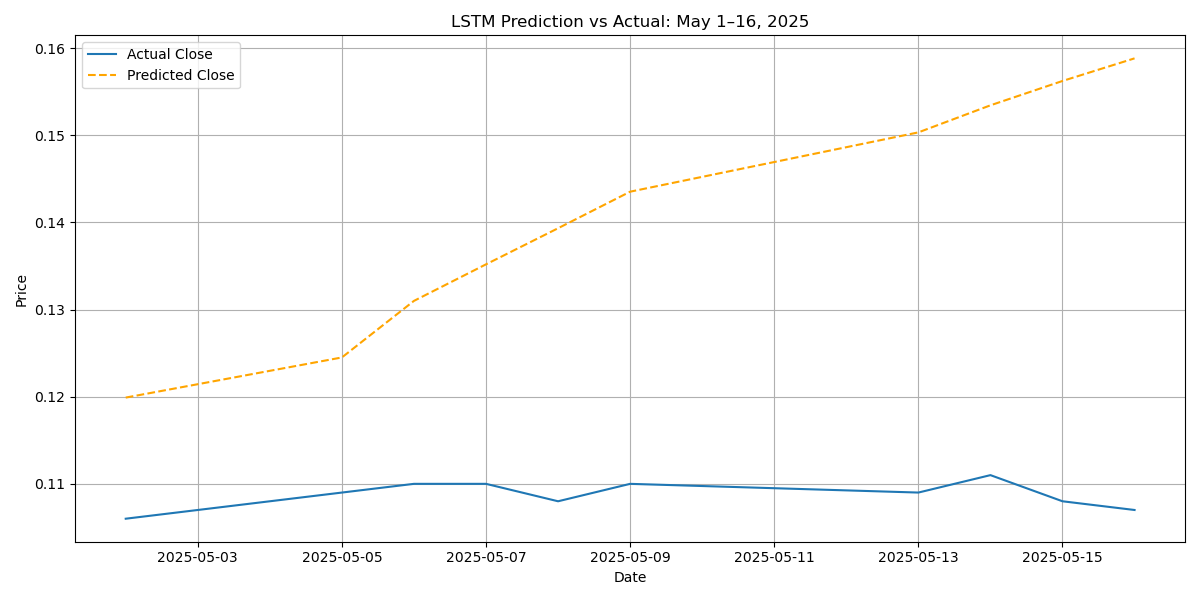 LSTM Prediction vs Actual: May 1–16, 2025
Actual Close
Predicted Close
0.16
0.15
0.14
0.13
0.12
0.11
Price
2025-05-03 2025-05-05 2025-05-07 2025-05-09 2025-05-11 2025-05-13 2025-05-15
Date